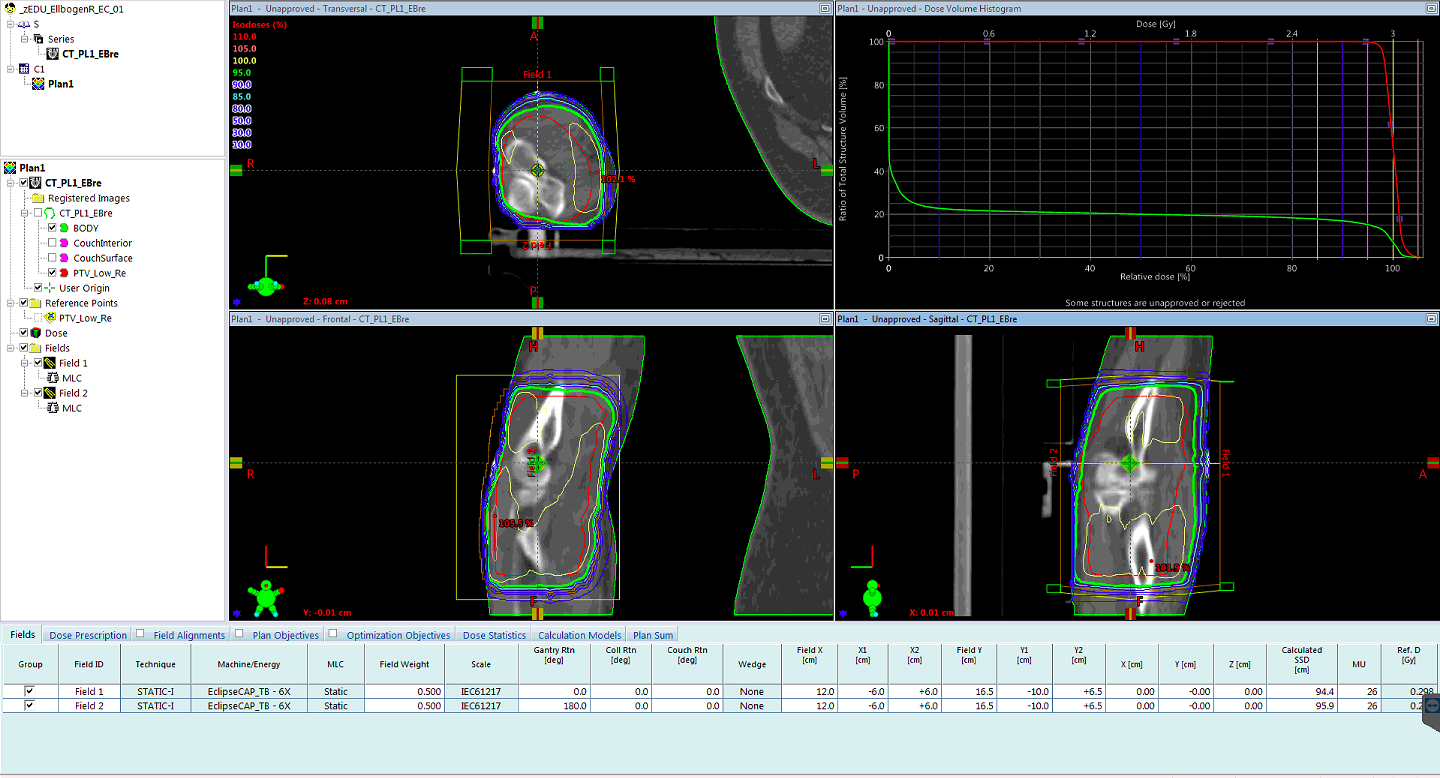 _zEDU_EllbogenR_EC_01
S
Series
CT_PL1_EBre
C1
Plan1
Plan1
CT_PL1_EBre
Registered Images
CT_PL1_EBre
BODY
CouchInterior
CouchSurface
PTV_Low_Re
User Origin
Reference Points
PTV_Low_Re
Dose
Fields
Field 1
MLC
Field 2
MLC
Plan1 - Unapproved - Transversal - CT_PL1_EBre
Isodoses (%)
110.0
105.0
100.0
95.0
90.0
85.0
80.0
50.0
30.0
10.0
A
Field 1
R
L
102.1 %
Field 2
P
Z: 0.08 cm
Plan1 - Unapproved - Dose Volume Histogram
Dose [Gy]
0 0.6 1.2 1.8 2.4 3
Ratio of Total Structure Volume [%]
100
80
60
40
20
0
0 20 40 60 80 100
Relative dose [%]
Some structures are unapproved or rejected
Plan1 - Unapproved - Frontal - CT_PL1_EBre
H
R
L
Field 2
105.5 %
F
Y: -0.01 cm
Plan1 - Unapproved - Sagittal - CT_PL1_EBre
H
Field 2
Field 1
P
A
101.9 %
F
X: 0.01 cm
Fields Dose Prescription Field Alignments Plan Objectives Optimization Objectives Dose Statistics Calculation Models Plan Sum
Group Field ID Technique Machine/Energy MLC Field Weight Scale Gantry Rtn [deg] Coll Rtn [deg] Couch Rtn [deg] Wedge Field X [cm] X1 [cm] X2 [cm] Field Y [cm] Y1 [cm] Y2 [cm] X [cm] Y [cm] Z [cm] Calculated SSD [cm] MU Ref. D [Gy]
Field 1 STATIC-I EclipseCAP_TB - 6X Static 0.500 IEC61217 0.0 0.0 0.0 None 12.0 -6.0 +6.0 16.5 -10.0 +6.5 0.00 -0.00 0.00 94.4 26 0.298
Field 2 STATIC-I EclipseCAP_TB - 6X Static 0.500 IEC61217 180.0 0.0 0.0 None 12.0 -6.0 +6.0 16.5 -10.0 +6.5 0.00 -0.00 0.00 95.9 26